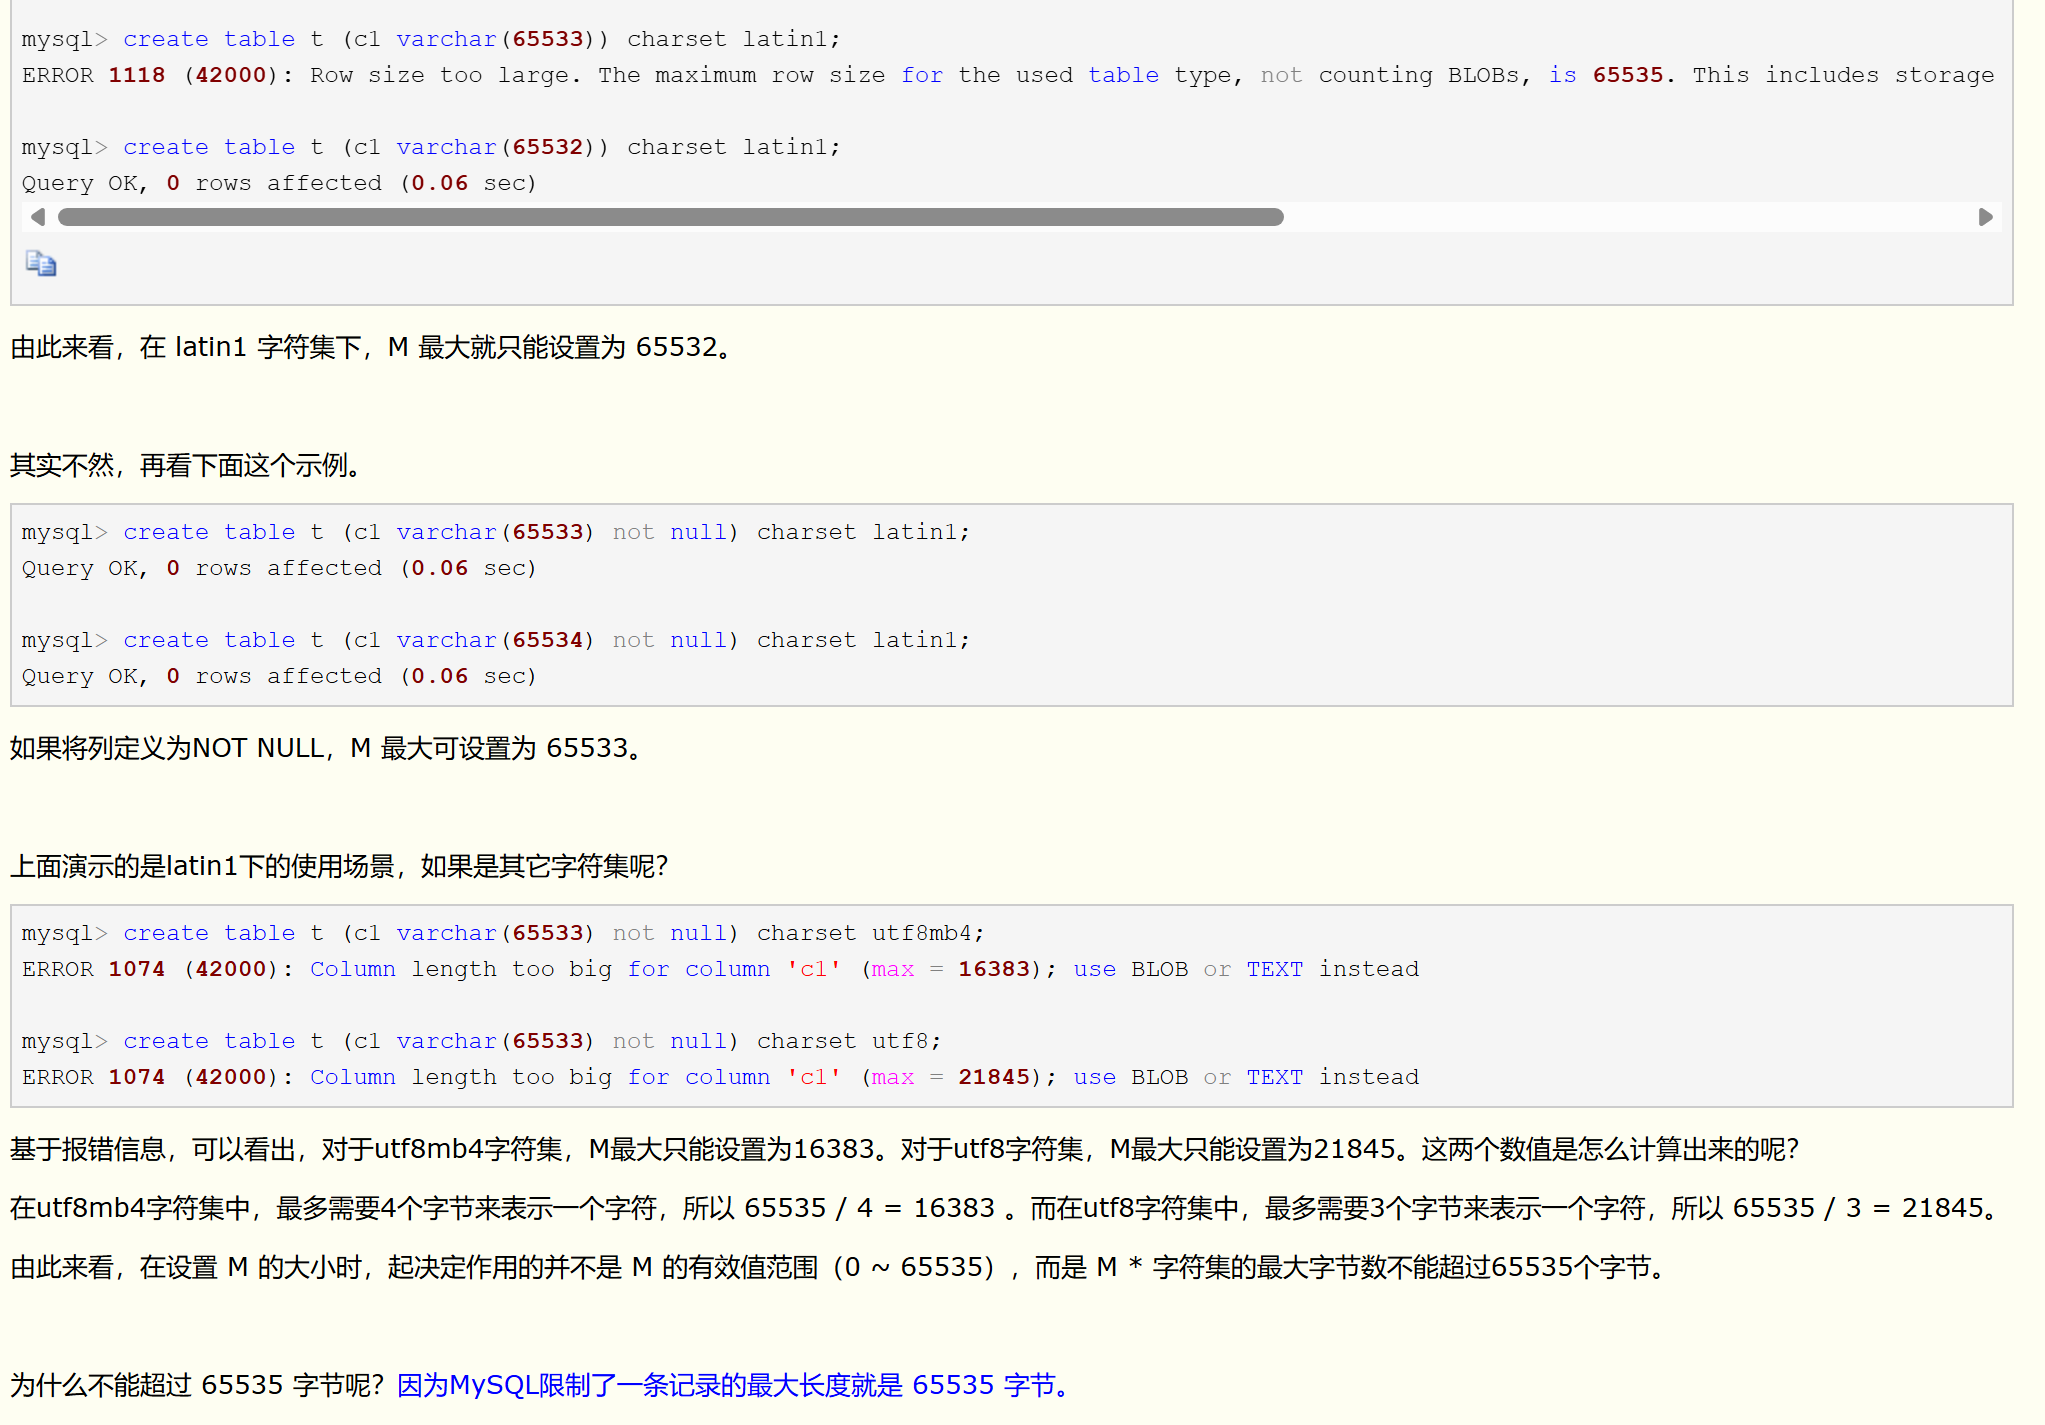 mysql> create table t (c1 varchar(65533)) charset latin1;
ERROR 1118 (42000): Row size too large. The maximum row size for the used table type, not counting BLOBs, is 65535. This includes storage
mysql> create table t (c1 varchar(65532)) charset latin1;
Query OK, 0 rows affected (0.06 sec)
由此来看，在 latin1 字符集下，M 最大就只能设置为 65532。
其实不然，再看下面这个示例。
mysql> create table t (c1 varchar(65533) not null) charset latin1;
Query OK, 0 rows affected (0.06 sec)
mysql> create table t (c1 varchar(65534) not null) charset latin1;
Query OK, 0 rows affected (0.06 sec)
如果将列定义为NOT NULL，M 最大可设置为 65533。
上面演示的是latin1下的使用场景，如果是其它字符集呢？
mysql> create table t (c1 varchar(65533) not null) charset utf8mb4;
ERROR 1074 (42000): Column length too big for column 'c1' (max = 16383); use BLOB or TEXT instead
mysql> create table t (c1 varchar(65533) not null) charset utf8;
ERROR 1074 (42000): Column length too big for column 'c1' (max = 21845); use BLOB or TEXT instead
基于报错信息，可以看出，对于utf8mb4字符集，M最大只能设置为16383。对于utf8字符集，M最大只能设置为21845。这两个数值是怎么计算出来的呢？
在utf8mb4字符集中，最多需要4个字节来表示一个字符，所以 65535 / 4 = 16383 。而在utf8字符集中，最多需要3个字节来表示一个字符，所以 65535 / 3 = 21845。
由此来看，在设置 M 的大小时，起决定作用的并不是 M 的有效值范围（0 ~ 65535），而是 M * 字符集的最大字节数不能超过65535个字节。
为什么不能超过 65535 字节呢？因为MySQL限制了一条记录的最大长度就是 65535 字节。